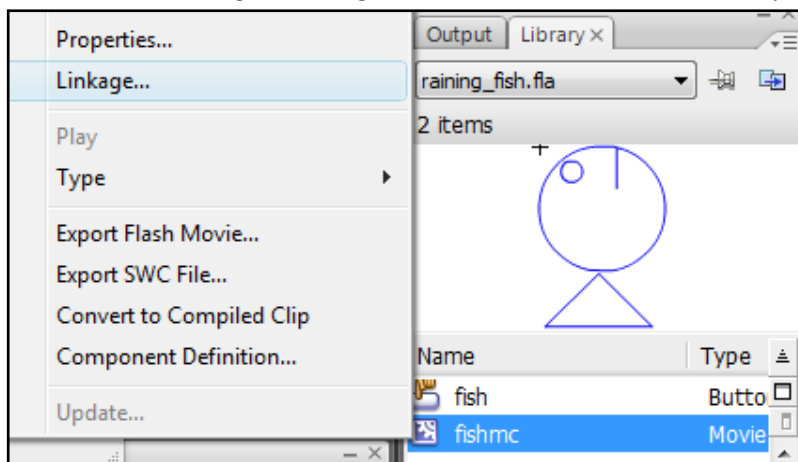 Properties...
Linkage...
Play
Type
Export Flash Movie...
Export SWC File...
Convert to Compiled Clip
Component Definition...
Update...
Output Library ×
raining_fish.fla
2 items
Name Type
fish Butto
fishmc Movie